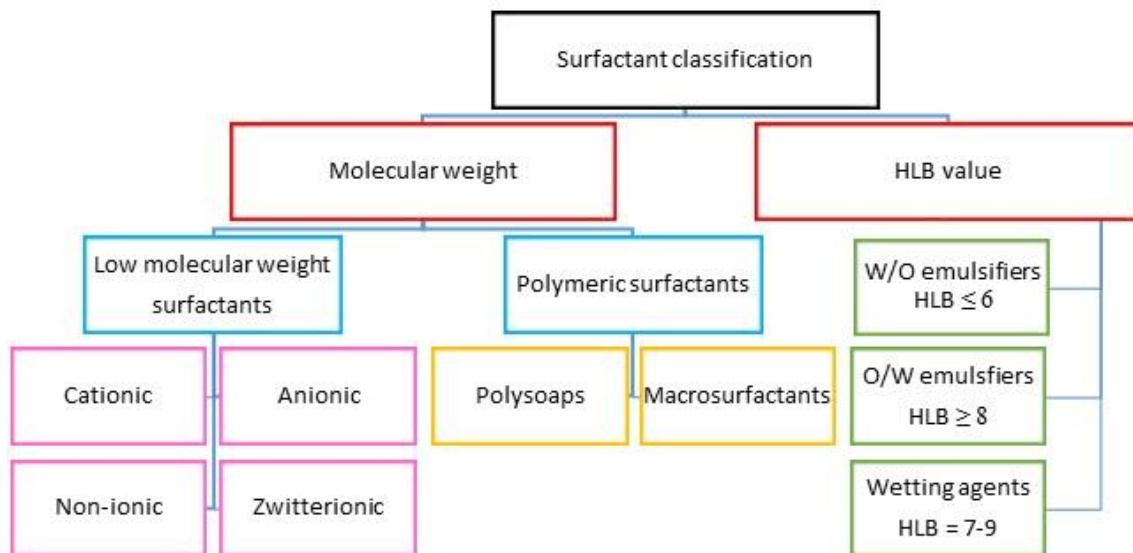 Surfactant classification
Molecular weight
HLB value
Low molecular weight
surfactants
Polymeric surfactants
W/O emulsifiers
HLB ≤ 6
Cationic
Anionic
Polysoaps
Macrosurfactants
O/W emulsfiers
HLB ≥ 8
Non-ionic
Zwitterionic
Wetting agents
HLB = 7-9